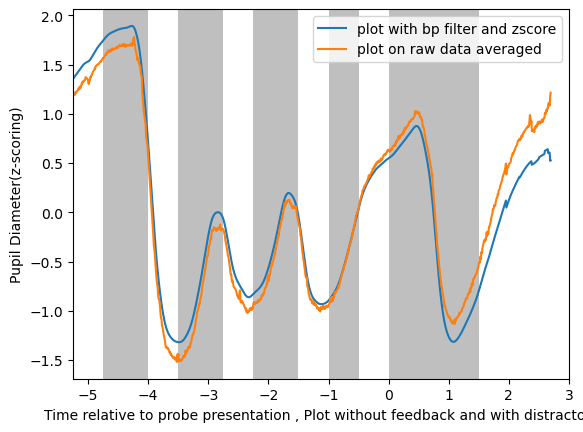 plot with bp filter and zscore
plot on raw data averaged
Pupil Diameter(z-scoring)
2.0
1.5
1.0
0.5
0.0
−0.5
−1.0
−1.5
−5 −4 −3 −2 −1 0 1 2 3
Time relative to probe presentation , Plot without feedback and with distracto